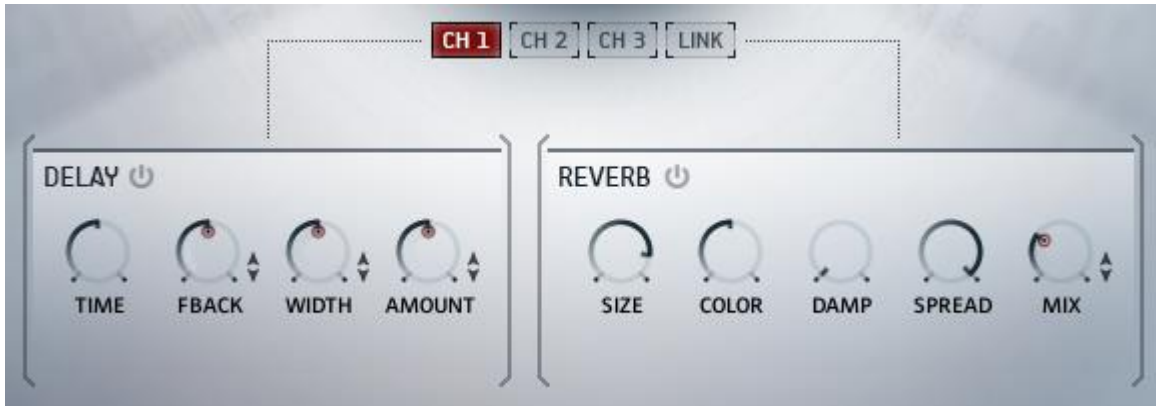 CH 1 CH 2 CH 3 LINK
DELAY
TIME FBACK WIDTH AMOUNT
REVERB
SIZE COLOR DAMP SPREAD MIX